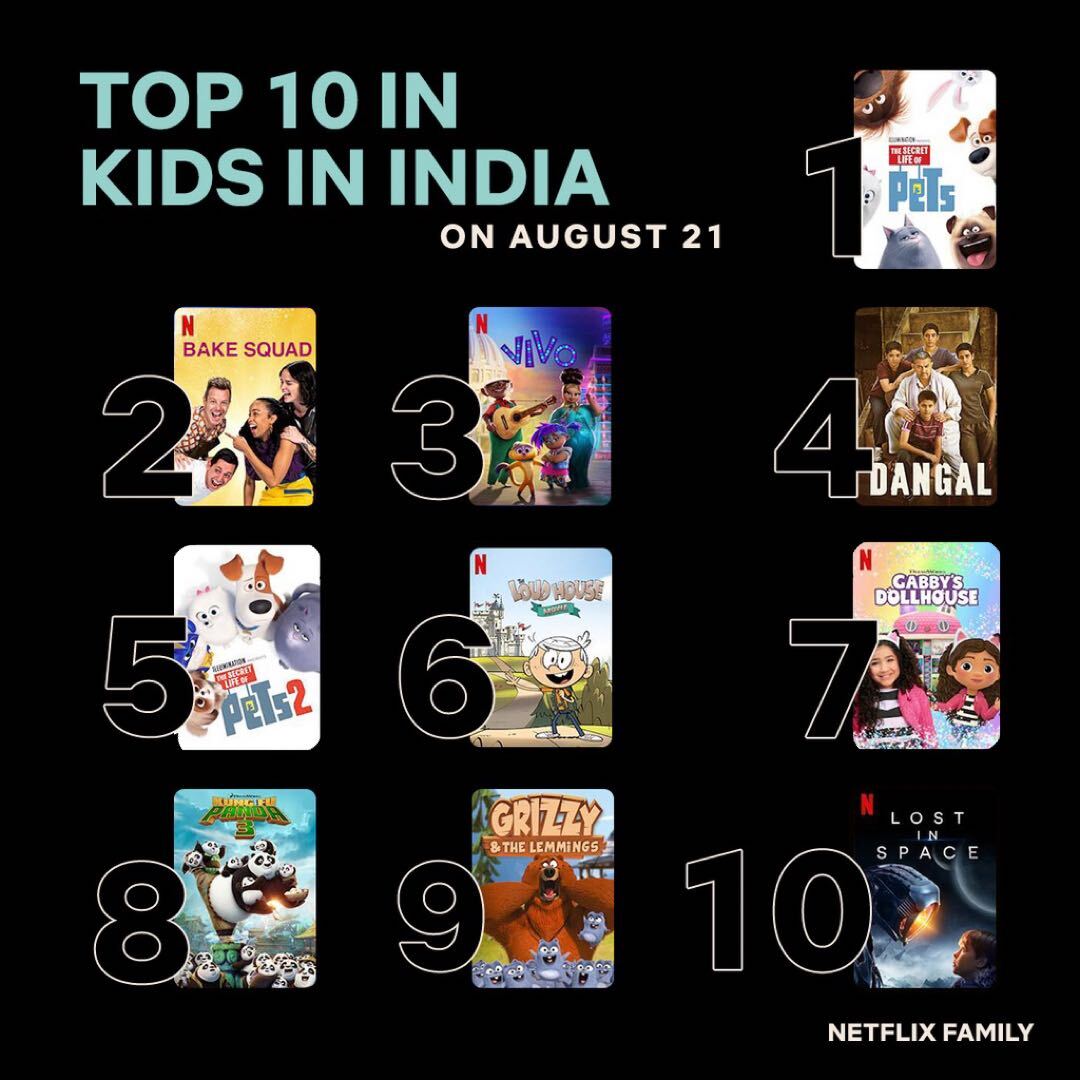 TOP 10 IN
KIDS IN INDIA
ON AUGUST 21
1
ILLUMINATION PRESENTS
THE SECRET
LIFE OF
PETS
2
N
BAKE SQUAD
3
N
VIVO
4
DANGAL
5
ILLUMINATION PRESENTS
THE SECRET
LIFE OF
PETS 2
6
N
THE
LOUD HOUSE
MOVIE
7
N
DREAMWORKS
GABBY'S
DOLLHOUSE
8
DREAMWORKS
KUNG FU
PANDA
3
9
GRIZZY
& THE LEMMINGS
10
N
LOST
IN
SPACE
NETFLIX FAMILY